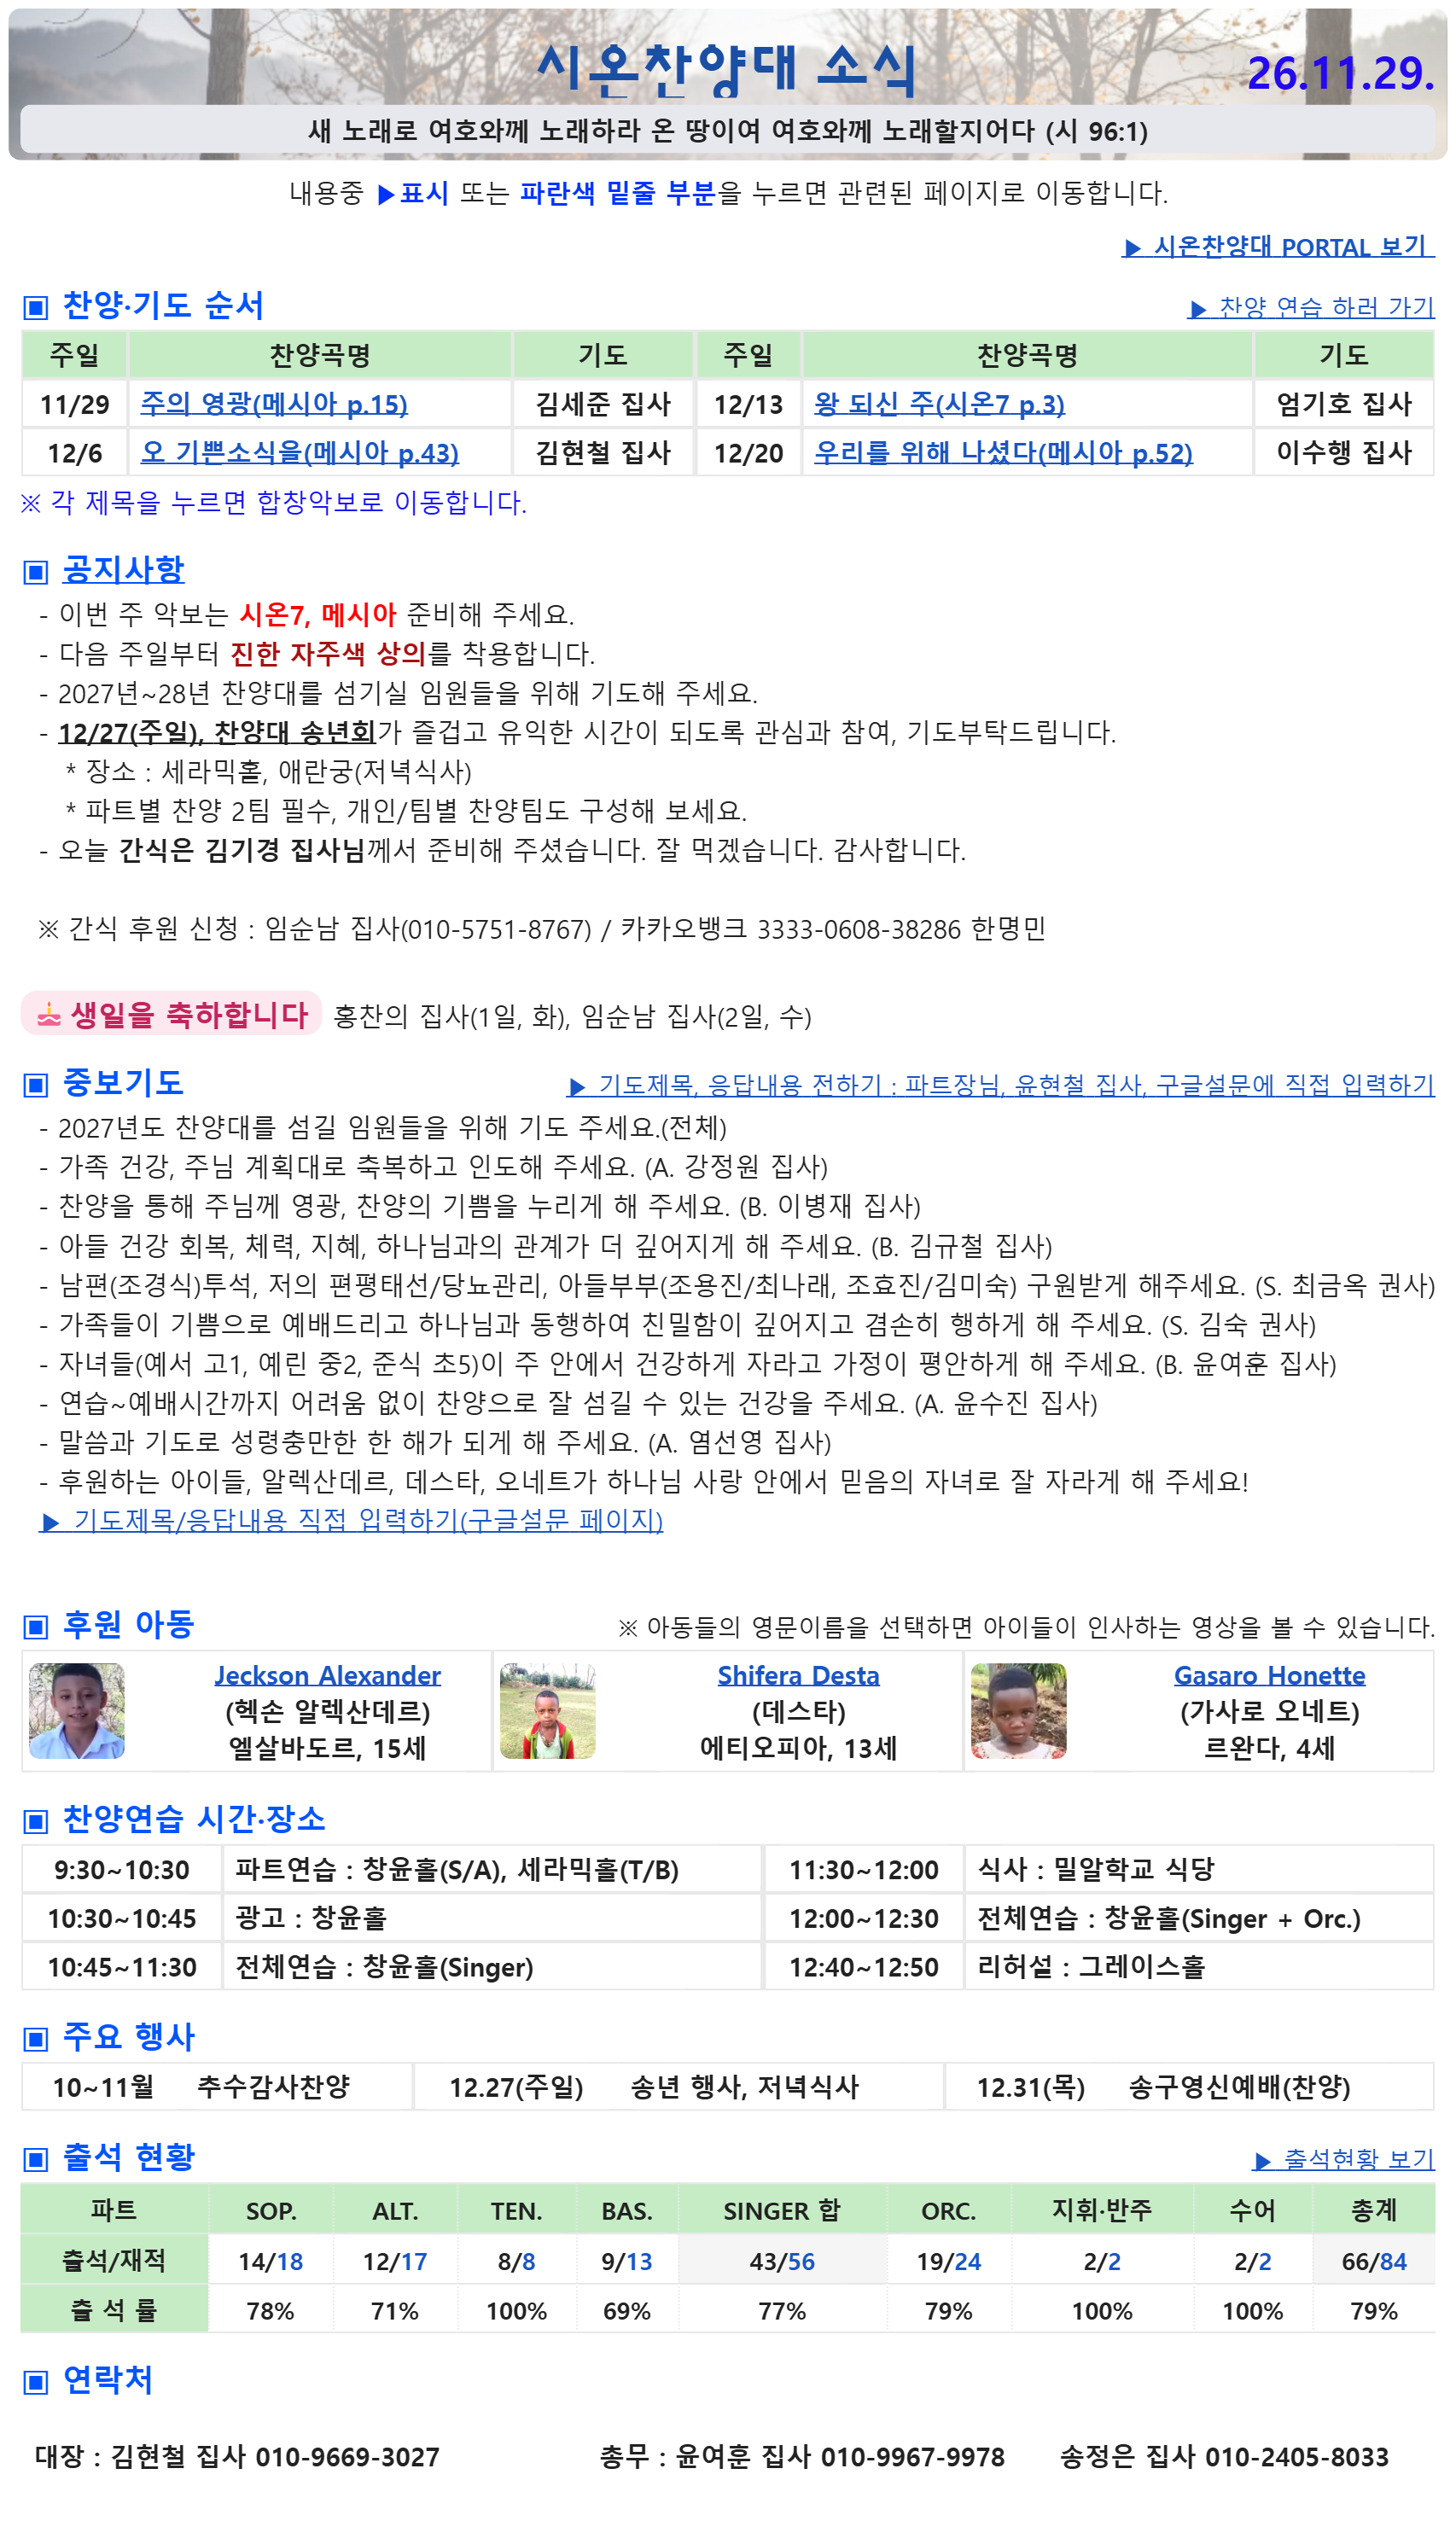 시온찬양대 소식
26.11.29.
새 노래로 여호와께 노래하라 온 땅이여 여호와께 노래할지어다 (시 96:1)
내용중 ▶표시 또는 파란색 밑줄 부분을 누르면 관련된 페이지로 이동합니다.
▶ 시온찬양대 PORTAL 보기
▣ 찬양·기도 순서 ▶ 찬양 연습 하러 가기
주일 찬양곡명 기도 주일 찬양곡명 기도
11/29 주의 영광(메시아 p.15) 김세준 집사 12/13 왕 되신 주(시온7 p.3) 엄기호 집사
12/6 오 기쁜소식을(메시아 p.43) 김현철 집사 12/20 우리를 위해 나셨다(메시아 p.52) 이수행 집사
※ 각 제목을 누르면 합창악보로 이동합니다.
▣ 공지사항
- 이번 주 악보는 시온7, 메시아 준비해 주세요.
- 다음 주일부터 진한 자주색 상의를 착용합니다.
- 2027년~28년 찬양대를 섬기실 임원들을 위해 기도해 주세요.
- 12/27(주일), 찬양대 송년회가 즐겁고 유익한 시간이 되도록 관심과 참여, 기도부탁드립니다.
* 장소 : 세라믹홀, 애란궁(저녁식사)
* 파트별 찬양 2팀 필수, 개인/팀별 찬양팀도 구성해 보세요.
- 오늘 간식은 김기경 집사님께서 준비해 주셨습니다. 잘 먹겠습니다. 감사합니다.
※ 간식 후원 신청 : 임순남 집사(010-5751-8767) / 카카오뱅크 3333-0608-38286 한명민
생일을 축하합니다 홍찬의 집사(1일, 화), 임순남 집사(2일, 수)
▣ 중보기도 ▶ 기도제목, 응답내용 전하기 : 파트장님, 윤현철 집사, 구글설문에 직접 입력하기
- 2027년도 찬양대를 섬길 임원들을 위해 기도 주세요.(전체)
- 가족 건강, 주님 계획대로 축복하고 인도해 주세요. (A. 강정원 집사)
- 찬양을 통해 주님께 영광, 찬양의 기쁨을 누리게 해 주세요. (B. 이병재 집사)
- 아들 건강 회복, 체력, 지혜, 하나님과의 관계가 더 깊어지게 해 주세요. (B. 김규철 집사)
- 남편(조경식)투석, 저의 편평태선/당뇨관리, 아들부부(조용진/최나래, 조효진/김미숙) 구원받게 해주세요. (S. 최금옥 권사)
- 가족들이 기쁨으로 예배드리고 하나님과 동행하여 친밀함이 깊어지고 겸손히 행하게 해 주세요. (S. 김숙 권사)
- 자녀들(예서 고1, 예린 중2, 준식 초5)이 주 안에서 건강하게 자라고 가정이 평안하게 해 주세요. (B. 윤여훈 집사)
- 연습~예배시간까지 어려움 없이 찬양으로 잘 섬길 수 있는 건강을 주세요. (A. 윤수진 집사)
- 말씀과 기도로 성령충만한 한 해가 되게 해 주세요. (A. 염선영 집사)
- 후원하는 아이들, 알렉산데르, 데스타, 오네트가 하나님 사랑 안에서 믿음의 자녀로 잘 자라게 해 주세요!
▶ 기도제목/응답내용 직접 입력하기(구글설문 페이지)
▣ 후원 아동 ※ 아동들의 영문이름을 선택하면 아이들이 인사하는 영상을 볼 수 있습니다.
Jeckson Alexander Shifera Desta Gasaro Honette
(헥손 알렉산데르) (데스타) (가사로 오네트)
엘살바도르, 15세 에티오피아, 13세 르완다, 4세
▣ 찬양연습 시간·장소
9:30~10:30 파트연습 : 창윤홀(S/A), 세라믹홀(T/B) 11:30~12:00 식사 : 밀알학교 식당
10:30~10:45 광고 : 창윤홀 12:00~12:30 전체연습 : 창윤홀(Singer + Orc.)
10:45~11:30 전체연습 : 창윤홀(Singer) 12:40~12:50 리허설 : 그레이스홀
▣ 주요 행사
10~11월 추수감사찬양 12.27(주일) 송년 행사, 저녁식사 12.31(목) 송구영신예배(찬양)
▣ 출석 현황 ▶ 출석현황 보기
파트 SOP. ALT. TEN. BAS. SINGER 합 ORC. 지휘·반주 수어 총계
출석/재적 14/18 12/17 8/8 9/13 43/56 19/24 2/2 2/2 66/84
출 석 률 78% 71% 100% 69% 77% 79% 100% 100% 79%
▣ 연락처
대장 : 김현철 집사 010-9669-3027 총무 : 윤여훈 집사 010-9967-9978 송정은 집사 010-2405-8033